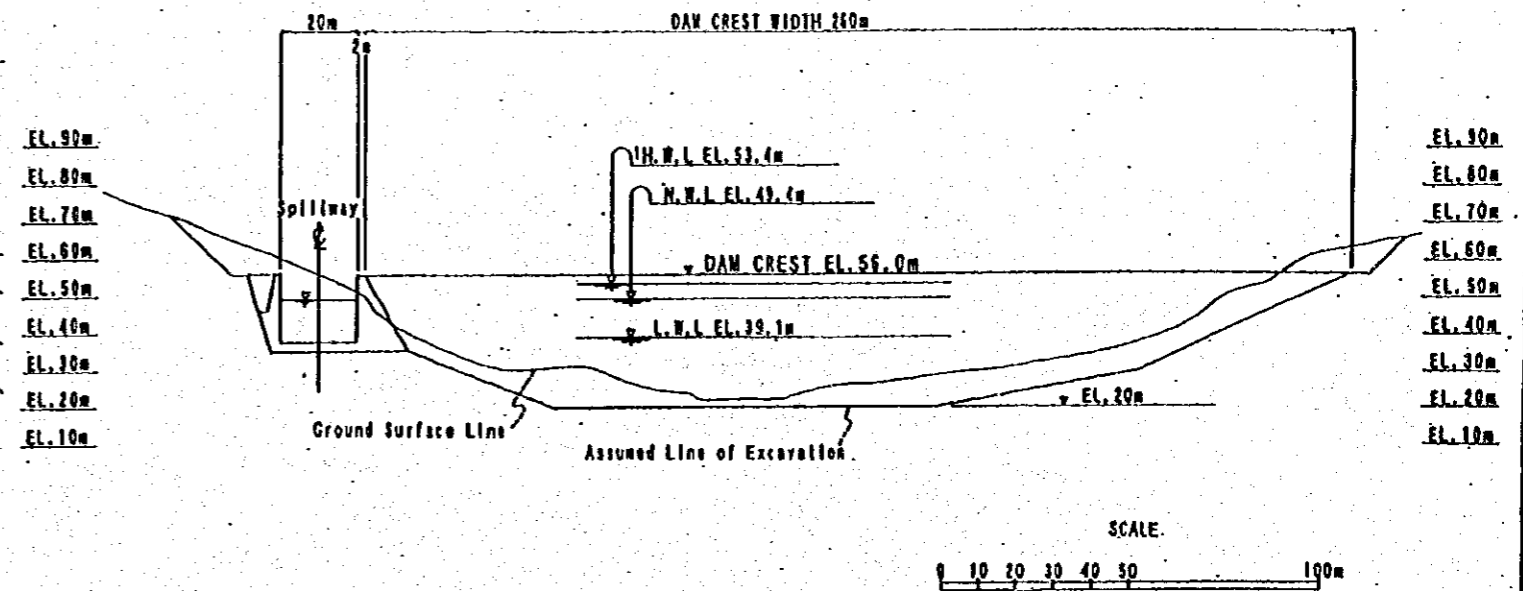 20m
DAM CREST WIDTH 260m
2m
EL.90m
EL.80m
EL.70m
EL.60m
EL.50m
EL.40m
EL.30m
EL.20m
EL.10m
Spillway
H.W.L EL.53.4m
N.W.L EL.49.4m
DAM CREST EL.56.0m
L.W.L EL.39.1m
EL.20m
Ground Surface Line
Assumed Line of Excavation
EL.90m
EL.80m
EL.70m
EL.60m
EL.50m
EL.40m
EL.30m
EL.20m
EL.10m
SCALE
0 10 20 30 40 50 100m